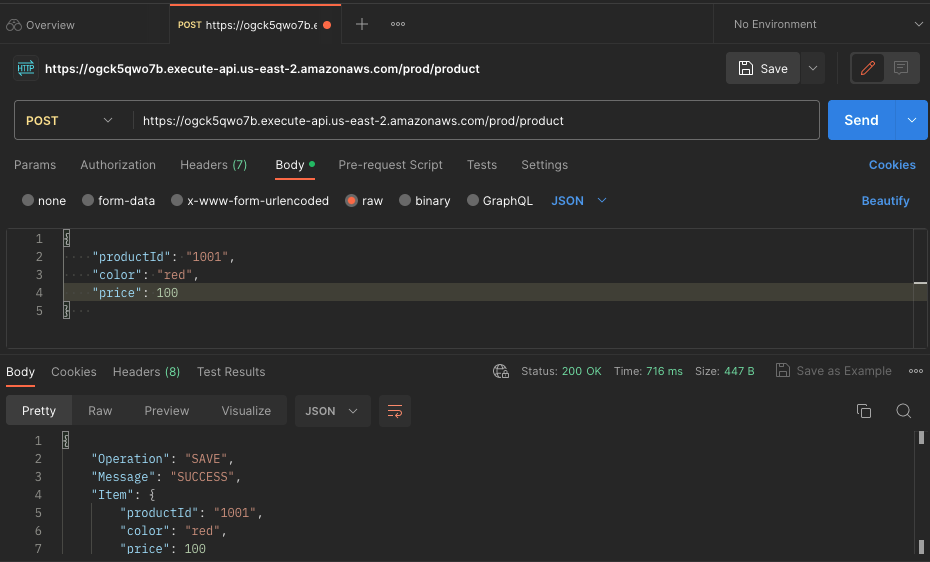 Overview
POST https://ogck5qwo7b.e
No Environment
HTTP https://ogck5qwo7b.execute-api.us-east-2.amazonaws.com/prod/product
Save
POST https://ogck5qwo7b.execute-api.us-east-2.amazonaws.com/prod/product
Send
Params Authorization Headers (7) Body Pre-request Script Tests Settings Cookies
none form-data x-www-form-urlencoded raw binary GraphQL JSON Beautify
1 {
2 "productId": "1001",
3 "color": "red",
4 "price": 100
5 }
Body Cookies Headers (8) Test Results Status: 200 OK Time: 716 ms Size: 447 B Save as Example
Pretty Raw Preview Visualize JSON
1 {
2 "Operation": "SAVE",
3 "Message": "SUCCESS",
4 "Item": {
5 "productId": "1001",
6 "color": "red",
7 "price": 100